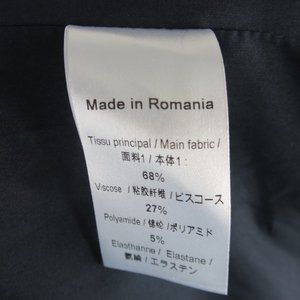 Made in Romania
Tissu principal / Main fabric /
面料1 / 本体1 :
68%
Viscose / 粘胶纤维 / ビスコース
27%
Polyamide / 锦纶 / ポリアミド
5%
Elasthanne / Elastane /
氨纶 / エラステン